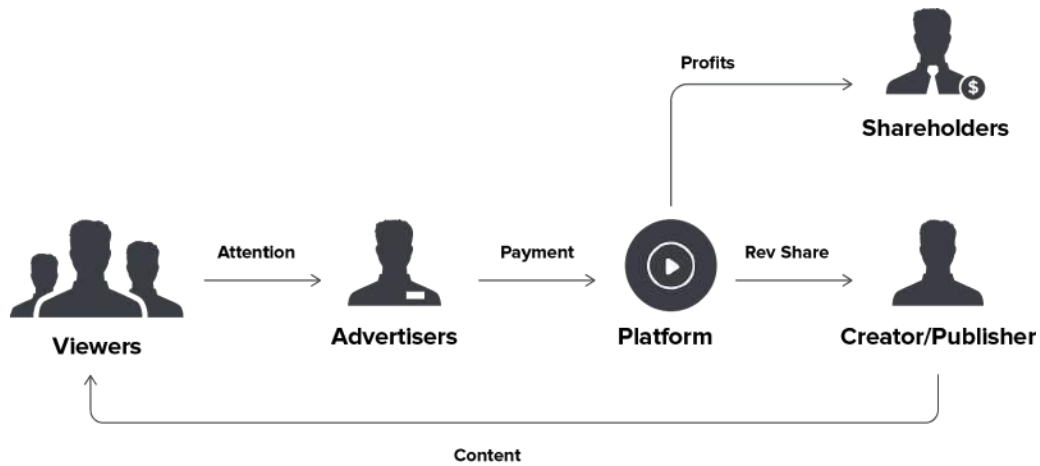 Profits
$
Shareholders
Attention
Payment
Rev Share
Viewers
Advertisers
Platform
Creator/Publisher
Content